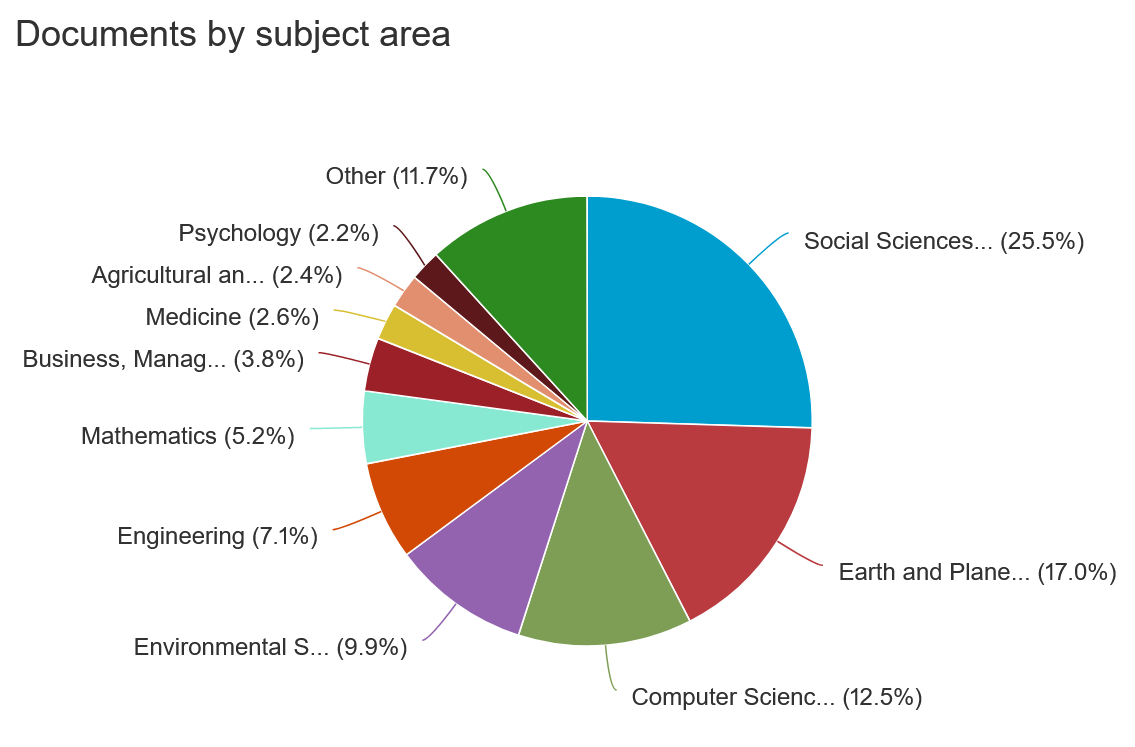 Documents by subject area
Other (11.7%)
Psychology (2.2%)
Social Sciences... (25.5%)
Agricultural an... (2.4%)
Medicine (2.6%)
Business, Manag... (3.8%)
Mathematics (5.2%)
Engineering (7.1%)
Earth and Plane... (17.0%)
Environmental S... (9.9%)
Computer Scienc... (12.5%)